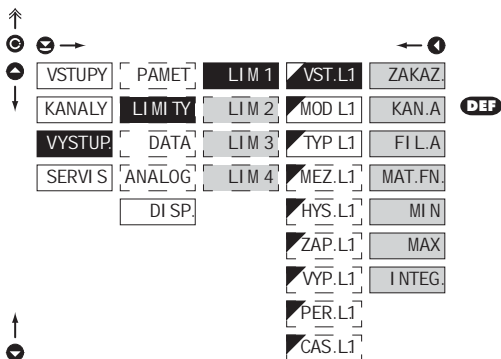 VSTUPY PAMET LIM 1 VST.L1 ZAKAZ.
KANALY LIMITY LIM 2 MOD L1 KAN.A DEF
VYSTUP. DATA LIM 3 TYP L1 FIL.A
SERVIS ANALOG LIM 4 MEZ.L1 MAT.FN.
DISP. HYS.L1 MIN
ZAP.L1 MAX
VYP.L1 INTEG.
PER.L1
CAS.L1